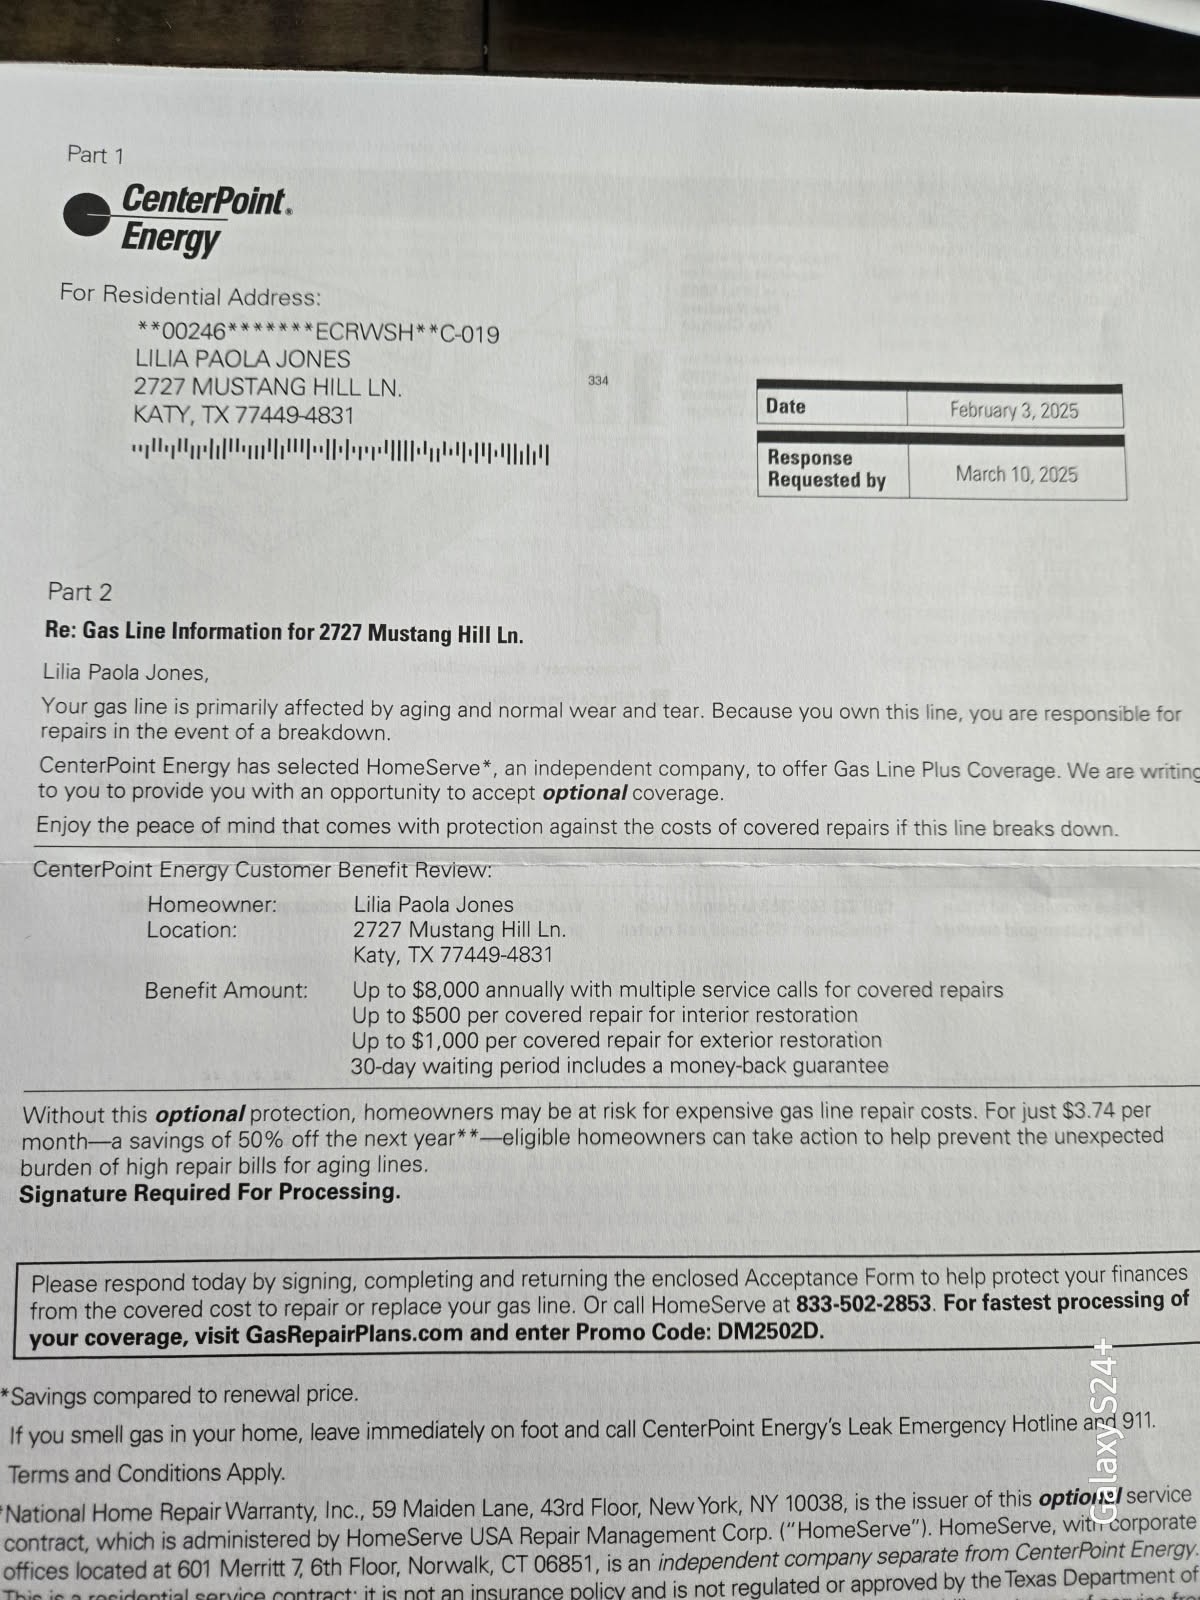 Part 1
CenterPoint®
Energy
For Residential Address:
**00246*******ECRWSH**C-019
LILIA PAOLA JONES
2727 MUSTANG HILL LN.
KATY, TX 77449-4831
334
Date February 3, 2025
Response
Requested by March 10, 2025
Part 2
Re: Gas Line Information for 2727 Mustang Hill Ln.
Lilia Paola Jones,
Your gas line is primarily affected by aging and normal wear and tear. Because you own this line, you are responsible for
repairs in the event of a breakdown.
CenterPoint Energy has selected HomeServe*, an independent company, to offer Gas Line Plus Coverage. We are writing
to you to provide you with an opportunity to accept optional coverage.
Enjoy the peace of mind that comes with protection against the costs of covered repairs if this line breaks down.
CenterPoint Energy Customer Benefit Review:
Homeowner: Lilia Paola Jones
Location: 2727 Mustang Hill Ln.
Katy, TX 77449-4831
Benefit Amount: Up to $8,000 annually with multiple service calls for covered repairs
Up to $500 per covered repair for interior restoration
Up to $1,000 per covered repair for exterior restoration
30-day waiting period includes a money-back guarantee
Without this optional protection, homeowners may be at risk for expensive gas line repair costs. For just $3.74 per
month—a savings of 50% off the next year**—eligible homeowners can take action to help prevent the unexpected
burden of high repair bills for aging lines.
Signature Required For Processing.
Please respond today by signing, completing and returning the enclosed Acceptance Form to help protect your finances
from the covered cost to repair or replace your gas line. Or call HomeServe at 833-502-2853. For fastest processing of
your coverage, visit GasRepairPlans.com and enter Promo Code: DM2502D.
*Savings compared to renewal price.
If you smell gas in your home, leave immediately on foot and call CenterPoint Energy's Leak Emergency Hotline and 911.
Terms and Conditions Apply.
*National Home Repair Warranty, Inc., 59 Maiden Lane, 43rd Floor, New York, NY 10038, is the issuer of this optional service
contract, which is administered by HomeServe USA Repair Management Corp. ("HomeServe"). HomeServe, with corporate
offices located at 601 Merritt 7, 6th Floor, Norwalk, CT 06851, is an independent company separate from CenterPoint Energy.
This is a residential service contract; it is not an insurance policy and is not regulated or approved by the Texas Department of
Galaxy S24+